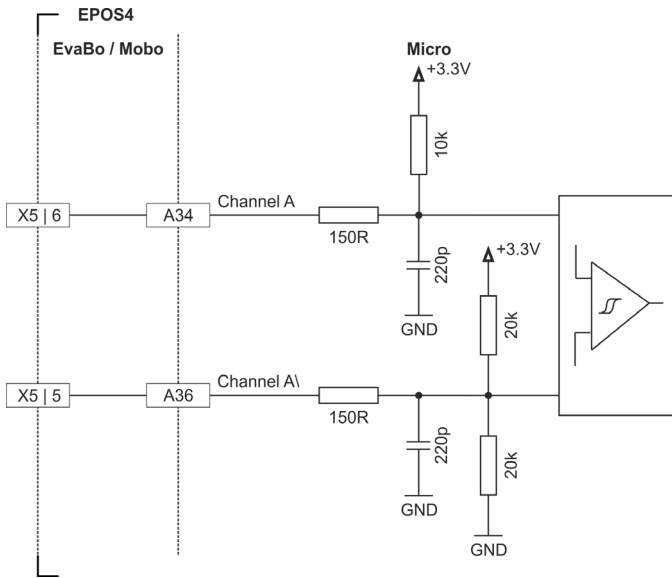 EPOS4
EvaBo / Mobo
Micro
+3.3V
10k
X5 | 6
A34
Channel A
150R
220p
GND
+3.3V
20k
X5 | 5
A36
Channel A\
150R
220p
20k
GND
GND